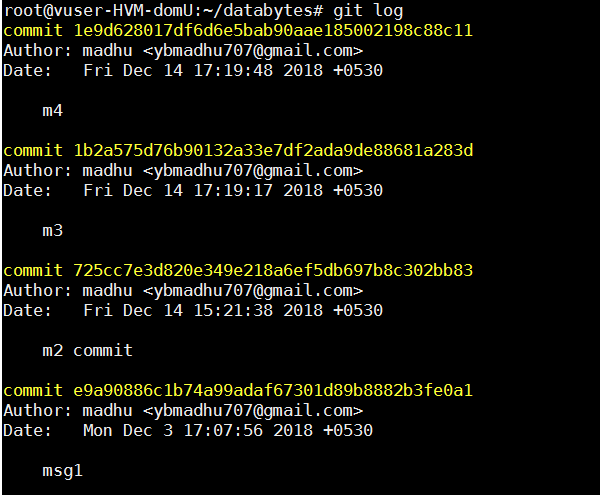 root@vuser-HVM-domU:~/databytes# git log
commit 1e9d628017df6d6e5bab90aae185002198c88c11
Author: madhu <ybmadhu707@gmail.com>
Date:   Fri Dec 14 17:19:48 2018 +0530
m4
commit 1b2a575d76b90132a33e7df2ada9de88681a283d
Author: madhu <ybmadhu707@gmail.com>
Date:   Fri Dec 14 17:19:17 2018 +0530
m3
commit 725cc7e3d820e349e218a6ef5db697b8c302bb83
Author: madhu <ybmadhu707@gmail.com>
Date:   Fri Dec 14 15:21:38 2018 +0530
m2 commit
commit e9a90886c1b74a99adaf67301d89b8882b3fe0a1
Author: madhu <ybmadhu707@gmail.com>
Date:   Mon Dec 3 17:07:56 2018 +0530
msg1